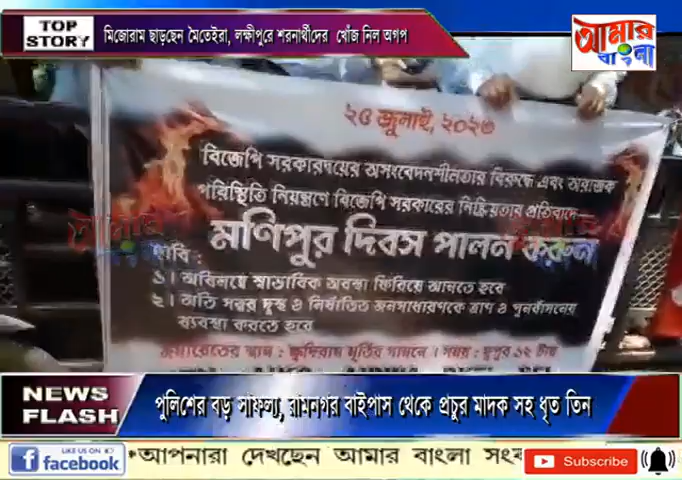 TOP
STORY
মিজোরাম ছাড়ছেন মৈতেইরা, লক্ষীপুরে শরনার্থীদের খোঁজ নিল অগপ
আমার
বাংলা
২৫ জুলাই, ২০২৩
বিজেপি সরকারদ্বয়ের অসংবেদনশীলতার বিরুদ্ধে এবং অরাজক
পরিস্থিতি নিয়ন্ত্রণে বিজেপি সরকারের নিষ্ক্রিয়তার প্রতিবাদে
মণিপুর দিবস পালন করুন
দাবি :
১। অবিলম্বে স্বাভাবিক অবস্থা ফিরিয়ে আনতে হবে
২। অতি সত্বর দুস্থ ও নির্যাতিত জনসাধারণকে ত্রাণ ও পুনর্বাসনের
ব্যবস্থা করতে হবে
জমায়েতের স্থান : ক্ষুদিরাম মূর্তির সামনে । সময় : দুপুর ১২ টায়
NEWS
FLASH
পুলিশের বড় সাফল্য, রামনগর বাইপাস থেকে প্রচুর মাদক সহ ধৃত তিন
LIKE US ON
facebook
*আপনারা দেখছেন আমার বাংলা সংব
Subscribe